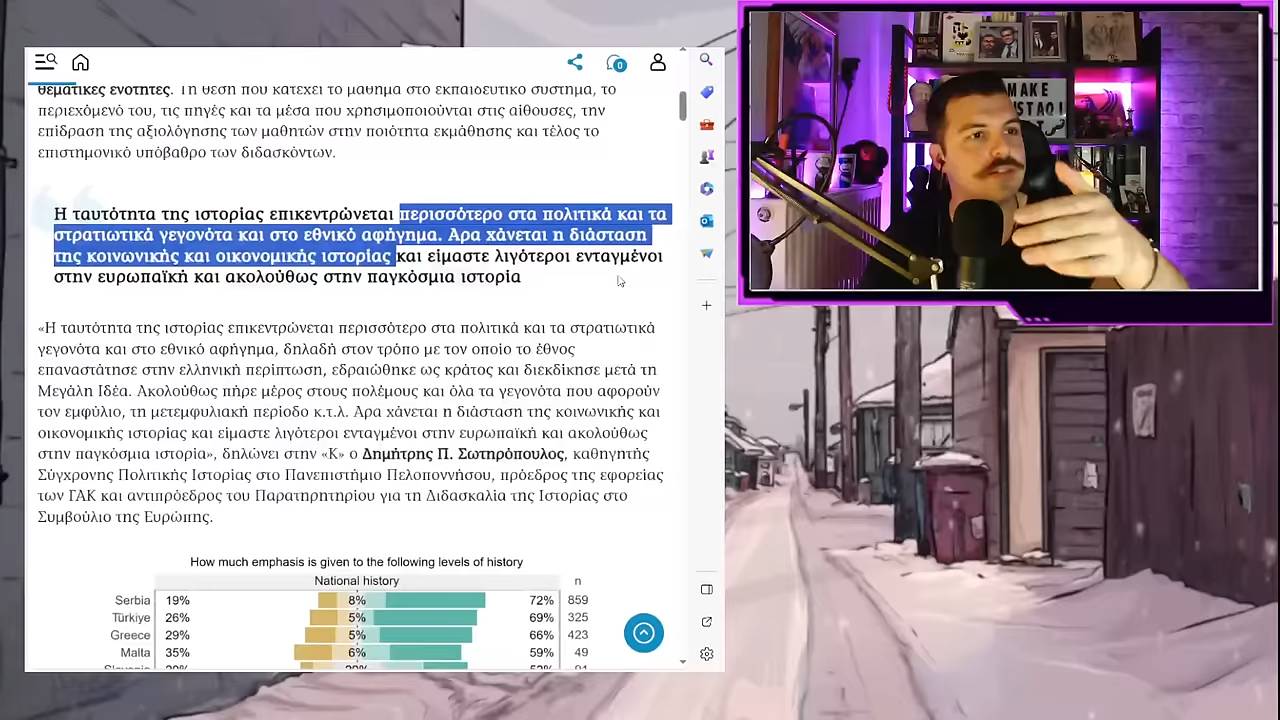 0
θεματικές ενότητες. Τη θέση που κατέχει το μάθημα στο εκπαιδευτικό σύστημα, το
περιεχόμενό του, τις πηγές και τα μέσα που χρησιμοποιούνται στις αίθουσες, την
επίδραση της αξιολόγησης των μαθητών στην ποιότητα εκμάθησης και τέλος το
επιστημονικό υπόβαθρο των διδασκόντων.
Η ταυτότητα της ιστορίας επικεντρώνεται περισσότερο στα πολιτικά και τα
στρατιωτικά γεγονότα και στο εθνικό αφήγημα. Αρα χάνεται η διάσταση
της κοινωνικής και οικονομικής ιστορίας και είμαστε λιγότεροι ενταγμένοι
στην ευρωπαϊκή και ακολούθως στην παγκόσμια ιστορία
«Η ταυτότητα της ιστορίας επικεντρώνεται περισσότερο στα πολιτικά και τα στρατιωτικά
γεγονότα και στο εθνικό αφήγημα, δηλαδή στον τρόπο με τον οποίο το έθνος
επαναστάτησε στην ελληνική περίπτωση, εδραιώθηκε ως κράτος και διεκδίκησε μετά τη
Μεγάλη Ιδέα. Ακολούθως πήρε μέρος στους πολέμους και όλα τα γεγονότα που αφορούν
τον εμφύλιο, τη μετεμφυλιακή περίοδο κ.τ.λ. Αρα χάνεται η διάσταση της κοινωνικής και
οικονομικής ιστορίας και είμαστε λιγότεροι ενταγμένοι στην ευρωπαϊκή και ακολούθως
στην παγκόσμια ιστορία», δηλώνει στην «Κ» ο Δημήτρης Π. Σωτηρόπουλος, καθηγητής
Σύγχρονης Πολιτικής Ιστορίας στο Πανεπιστήμιο Πελοποννήσου, πρόεδρος της εφορείας
των ΓΑΚ και αντιπρόεδρος του Παρατηρητηρίου για τη Διδασκαλία της Ιστορίας στο
Συμβούλιο της Ευρώπης.
How much emphasis is given to the following levels of history
National history n
Serbia 19% 8% 72% 859
Türkiye 26% 5% 69% 325
Greece 29% 5% 66% 423
Malta 35% 6% 59% 49
MAKE